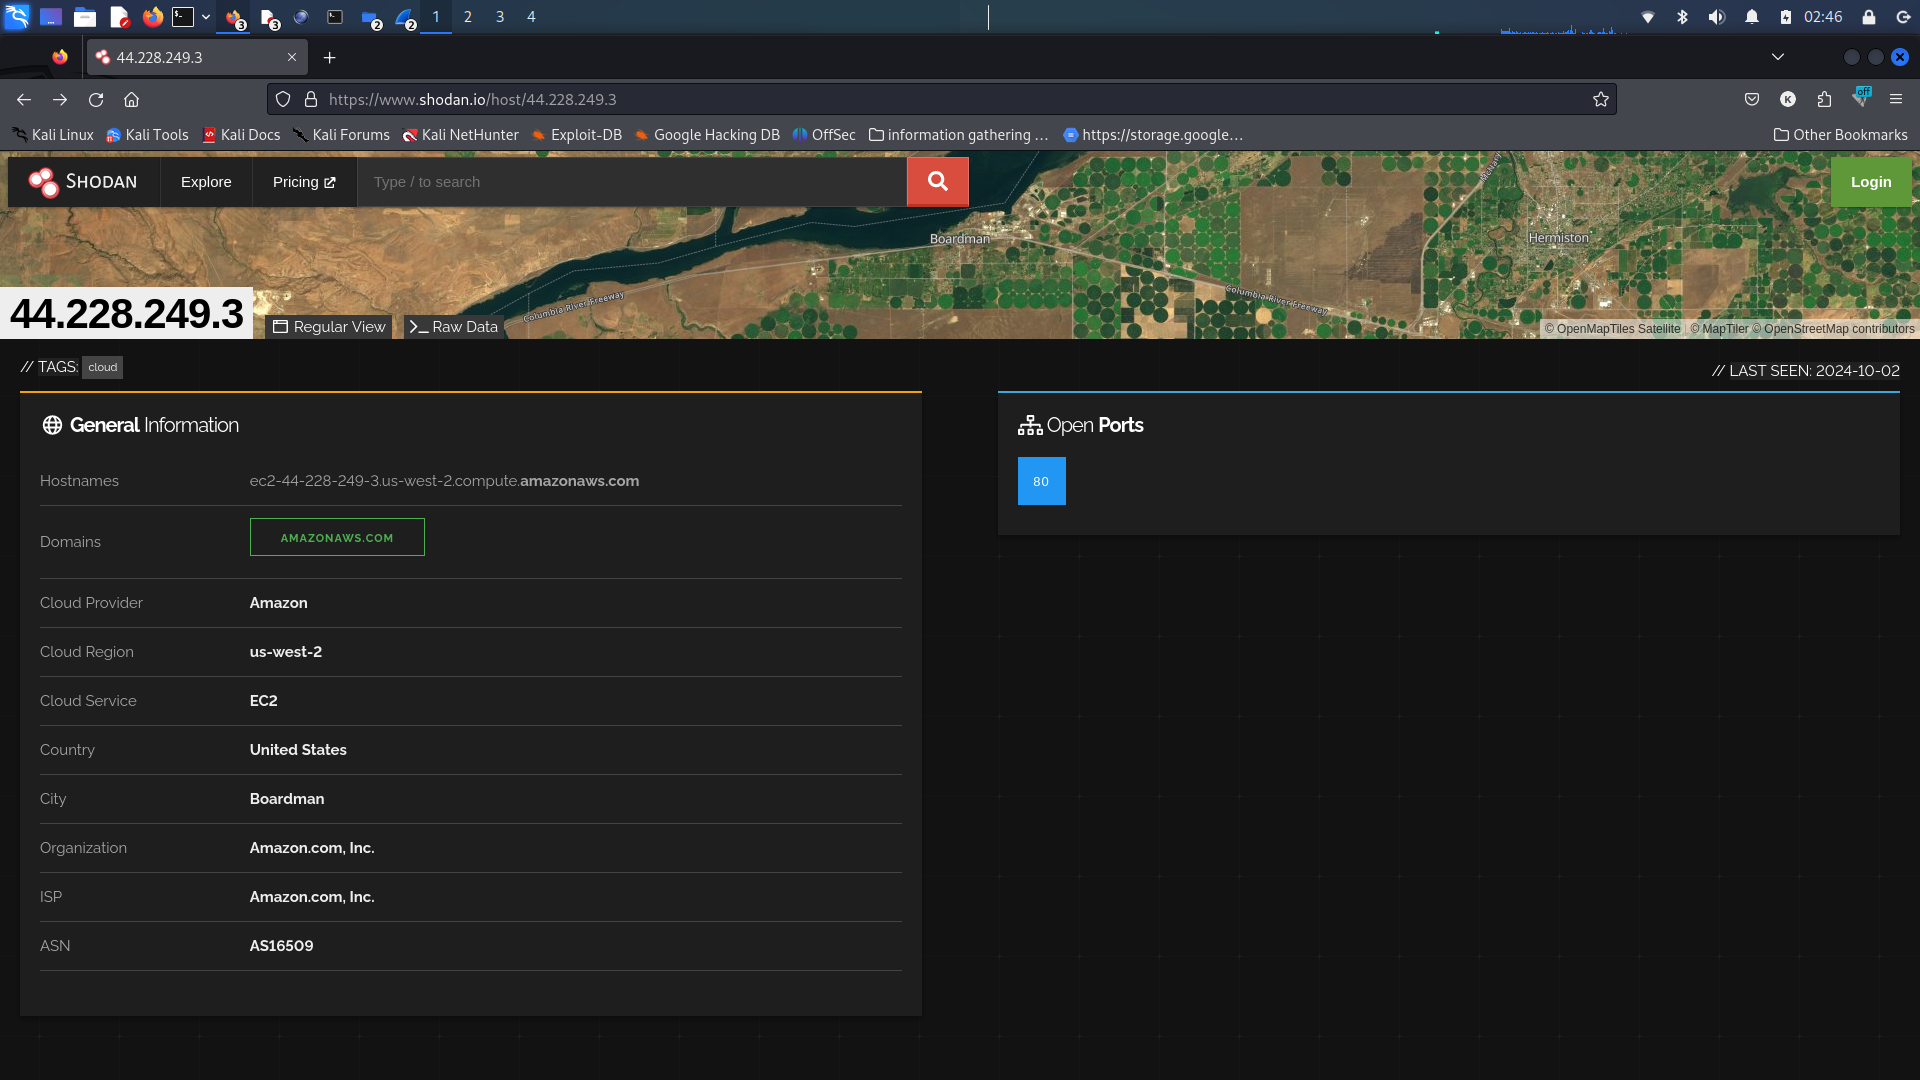 1 2 3 4 02:46
44.228.249.3
https://www.shodan.io/host/44.228.249.3
Kali Linux Kali Tools Kali Docs Kali Forums Kali NetHunter Exploit-DB Google Hacking DB OffSec information gathering … https://storage.google… Other Bookmarks
SHODAN Explore Pricing Type / to search Login
Boardman Hermiston
Columbia River Freeway Columbia River Freeway
44.228.249.3 Regular View Raw Data
© OpenMapTiles Satellite | © MapTiler © OpenStreetMap contributors
// TAGS: cloud
// LAST SEEN: 2024-10-02
General Information
Hostnames ec2-44-228-249-3.us-west-2.compute.amazonaws.com
Domains AMAZONAWS.COM
Cloud Provider Amazon
Cloud Region us-west-2
Cloud Service EC2
Country United States
City Boardman
Organization Amazon.com, Inc.
ISP Amazon.com, Inc.
ASN AS16509
Open Ports
80